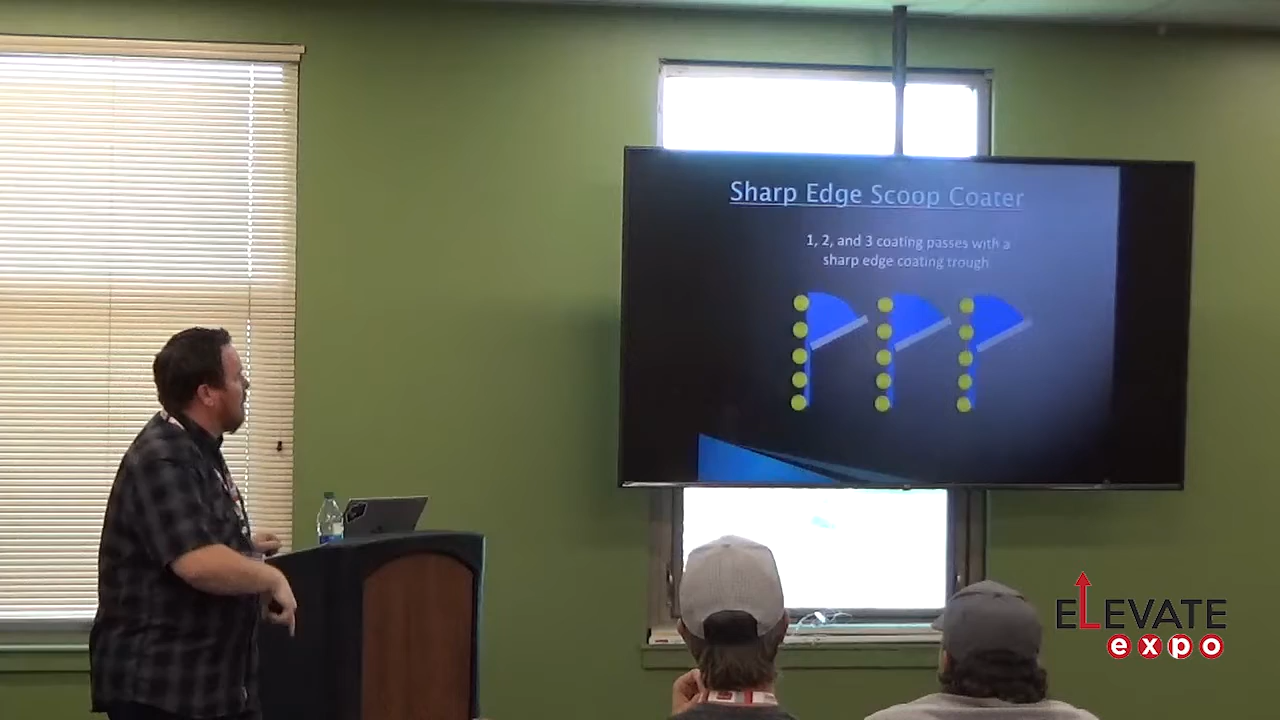 Sharp Edge Scoop Coater
1, 2, and 3 coating passes with a
sharp edge coating trough
ELEVATE
expo